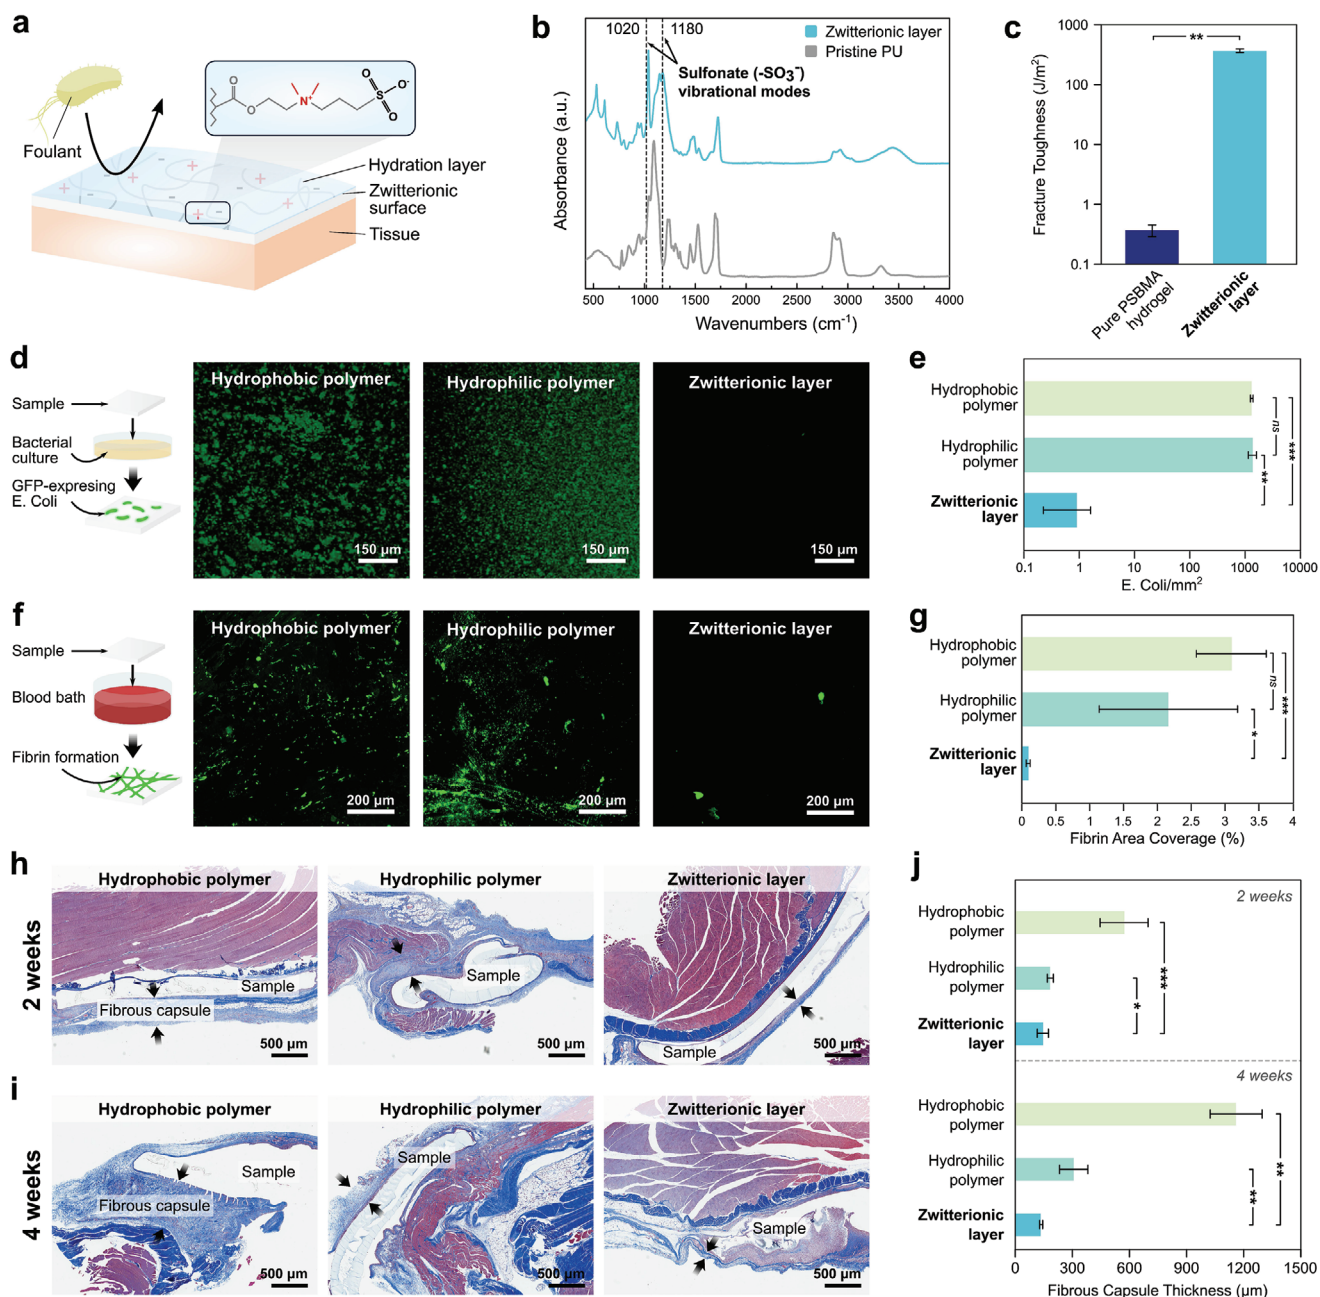 a
Foulant
O
O
N+
S
O
O-
O
Hydration layer
Zwitterionic
surface
Tissue
b
1020
1180
Zwitterionic layer
Pristine PU
Sulfonate (-SO3-)
vibrational modes
Absorbance (a.u.)
500 1000 1500 2000 2500 3000 3500 4000
Wavenumbers (cm-1)
c
**
Fracture Toughness (J/m2)
1000
100
10
1
0.1
Pure PSBMA
hydrogel
Zwitterionic
layer
d
Sample
Bacterial
culture
GFP-expresing
E. Coli
Hydrophobic polymer
150 µm
Hydrophilic polymer
150 µm
Zwitterionic layer
150 µm
e
Hydrophobic
polymer
Hydrophilic
polymer
Zwitterionic
layer
ns
**
***
0.1 1 10 100 1000 10000
E. Coli/mm2
f
Sample
Blood bath
Fibrin formation
Hydrophobic polymer
200 µm
Hydrophilic polymer
200 µm
Zwitterionic layer
200 µm
g
Hydrophobic
polymer
Hydrophilic
polymer
Zwitterionic
layer
ns
*
***
0 0.5 1 1.5 2 2.5 3 3.5 4
Fibrin Area Coverage (%)
h
2 weeks
Hydrophobic polymer
Sample
Fibrous capsule
500 µm
Hydrophilic polymer
Sample
500 µm
Zwitterionic layer
Sample
500 µm
i
4 weeks
Hydrophobic polymer
Sample
Fibrous capsule
500 µm
Hydrophilic polymer
Sample
500 µm
Zwitterionic layer
Sample
500 µm
j
2 weeks
Hydrophobic
polymer
Hydrophilic
polymer
Zwitterionic
layer
*
***
4 weeks
Hydrophobic
polymer
Hydrophilic
polymer
Zwitterionic
layer
**
**
0 300 600 900 1200 1500
Fibrous Capsule Thickness (µm)